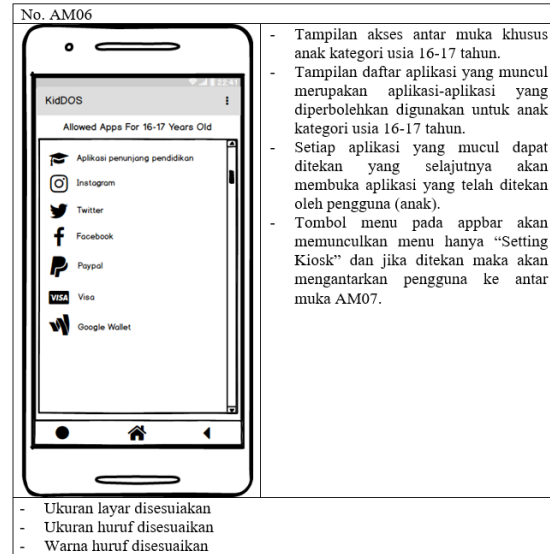 No. AM06
22:41
KidDOS
Allowed Apps For 16-17 Years Old
Aplikasi penunjang pendidikan
Instagram
Twitter
Facebook
Paypal
VISA Visa
Google Wallet
- Tampilan akses antar muka khusus
anak kategori usia 16-17 tahun.
- Tampilan daftar aplikasi yang muncul
merupakan aplikasi-aplikasi yang
diperbolehkan digunakan untuk anak
kategori usia 16-17 tahun.
- Setiap aplikasi yang mucul dapat
ditekan yang selajutnya akan
membuka aplikasi yang telah ditekan
oleh pengguna (anak).
- Tombol menu pada appbar akan
memunculkan menu hanya “Setting
Kiosk” dan jika ditekan maka akan
mengantarkan pengguna ke antar
muka AM07.
- Ukuran layar disesuiakan
- Ukuran huruf disesuaikan
- Warna huruf disesuaikan